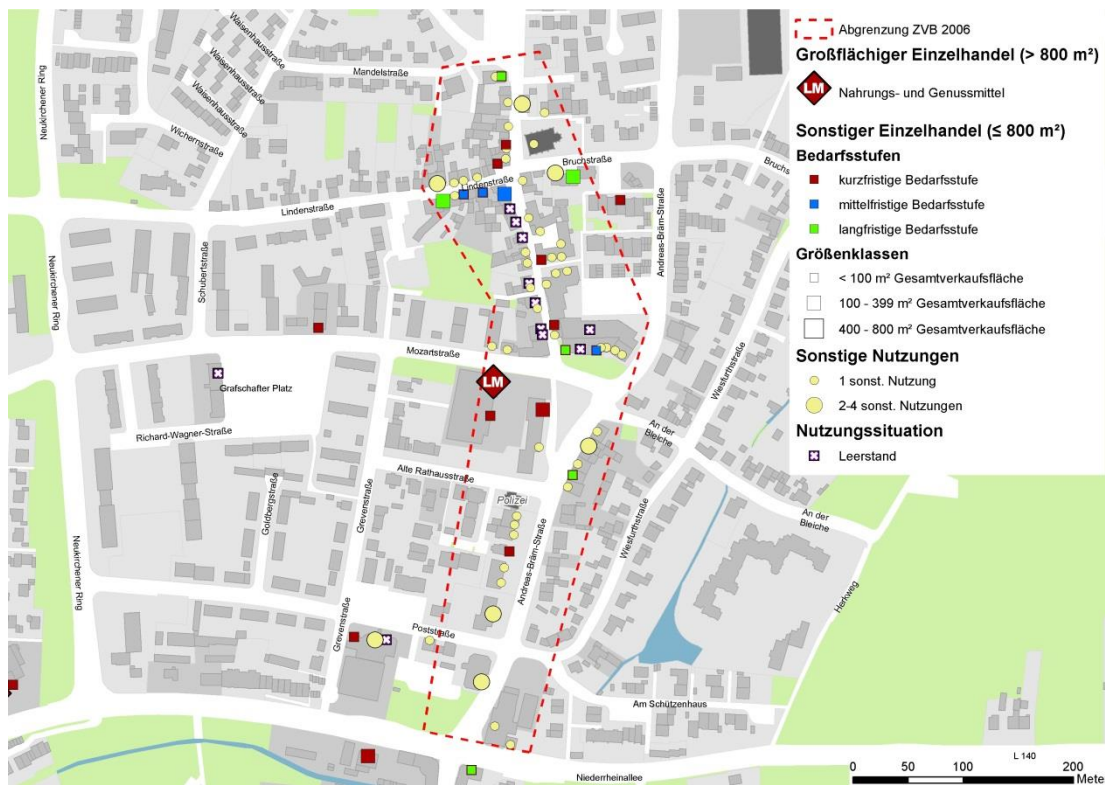 Abgrenzung ZVB 2006
Großflächiger Einzelhandel (> 800 m²)
LM
Nahrungs- und Genussmittel
Sonstiger Einzelhandel (≤ 800 m²)
Bedarfsstufen
kurzfristige Bedarfsstufe
mittelfristige Bedarfsstufe
langfristige Bedarfsstufe
Größenklassen
< 100 m² Gesamtverkaufsfläche
100 - 399 m² Gesamtverkaufsfläche
400 - 800 m² Gesamtverkaufsfläche
Sonstige Nutzungen
1 sonst. Nutzung
2-4 sonst. Nutzungen
Nutzungssituation
Leerstand
Neukirchener Ring
Waisenhausstraße
Waisenhausstraße
Waisenhausstraße
Mandelstraße
Wichernstraße
Bruchstraße
Bruchst
Lindenstraße
Lindenstraße
Andreas-Bräm-Straße
Schubertstraße
Neukirchener Ring
Mozartstraße
Wiesfurthstraße
LM
Grafschafter Platz
Richard-Wagner-Straße
An der
Bleiche
Alte Rathausstraße
Polizei
Goldbergstraße
Grevenstraße
An der
Bleiche
Neukirchener Ring
Andreas-Bräm-Straße
Wiesfurthstraße
Herkweg
Grevenstraße
Poststraße
Am Schützenhaus
L 140
Niederrheinallee
0 50 100 200
Mete